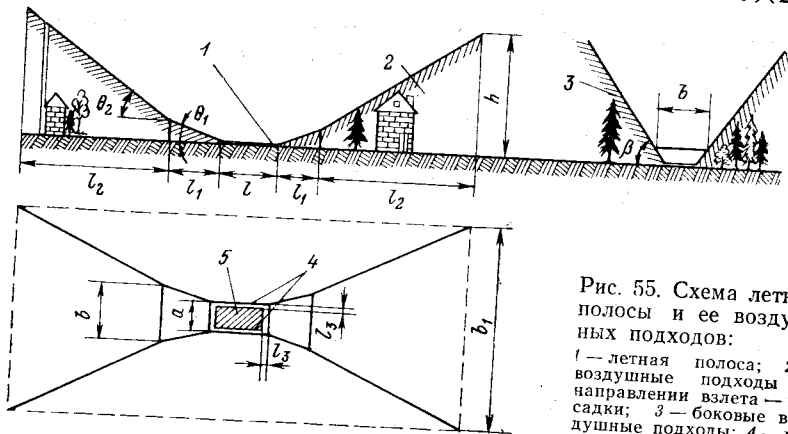 1
2
3
h
b
θ₂
θ₁
β
l₂
l₁
l
l₁
l₂
5
4
b
a
l₃
l₃
b₁
Рис. 55. Схема лет
полосы и ее возду
ных подходов:
1 — летная полоса; 2
воздушные подходы
направлении взлета —
садки; 3 — боковые в
душные подходы; 4